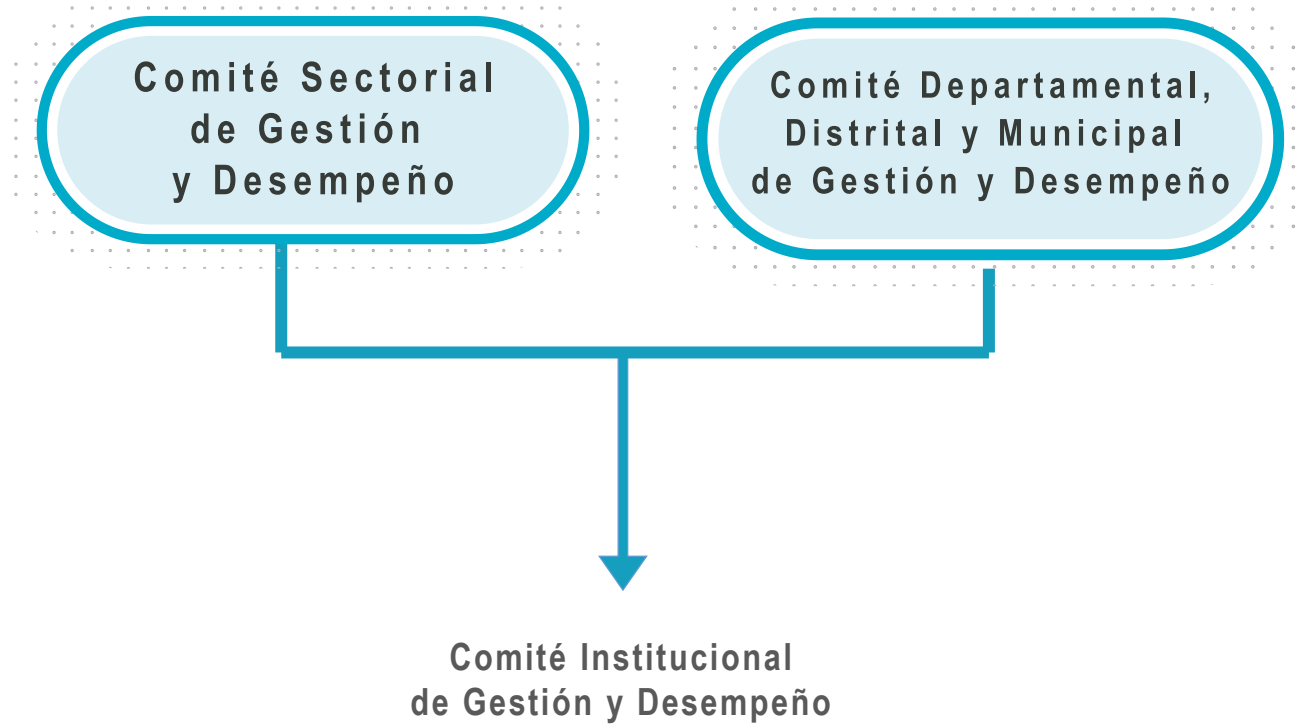 Comité Sectorial
de Gestión
y Desempeño
Comité Departamental,
Distrital y Municipal
de Gestión y Desempeño
Comité Institucional
de Gestión y Desempeño